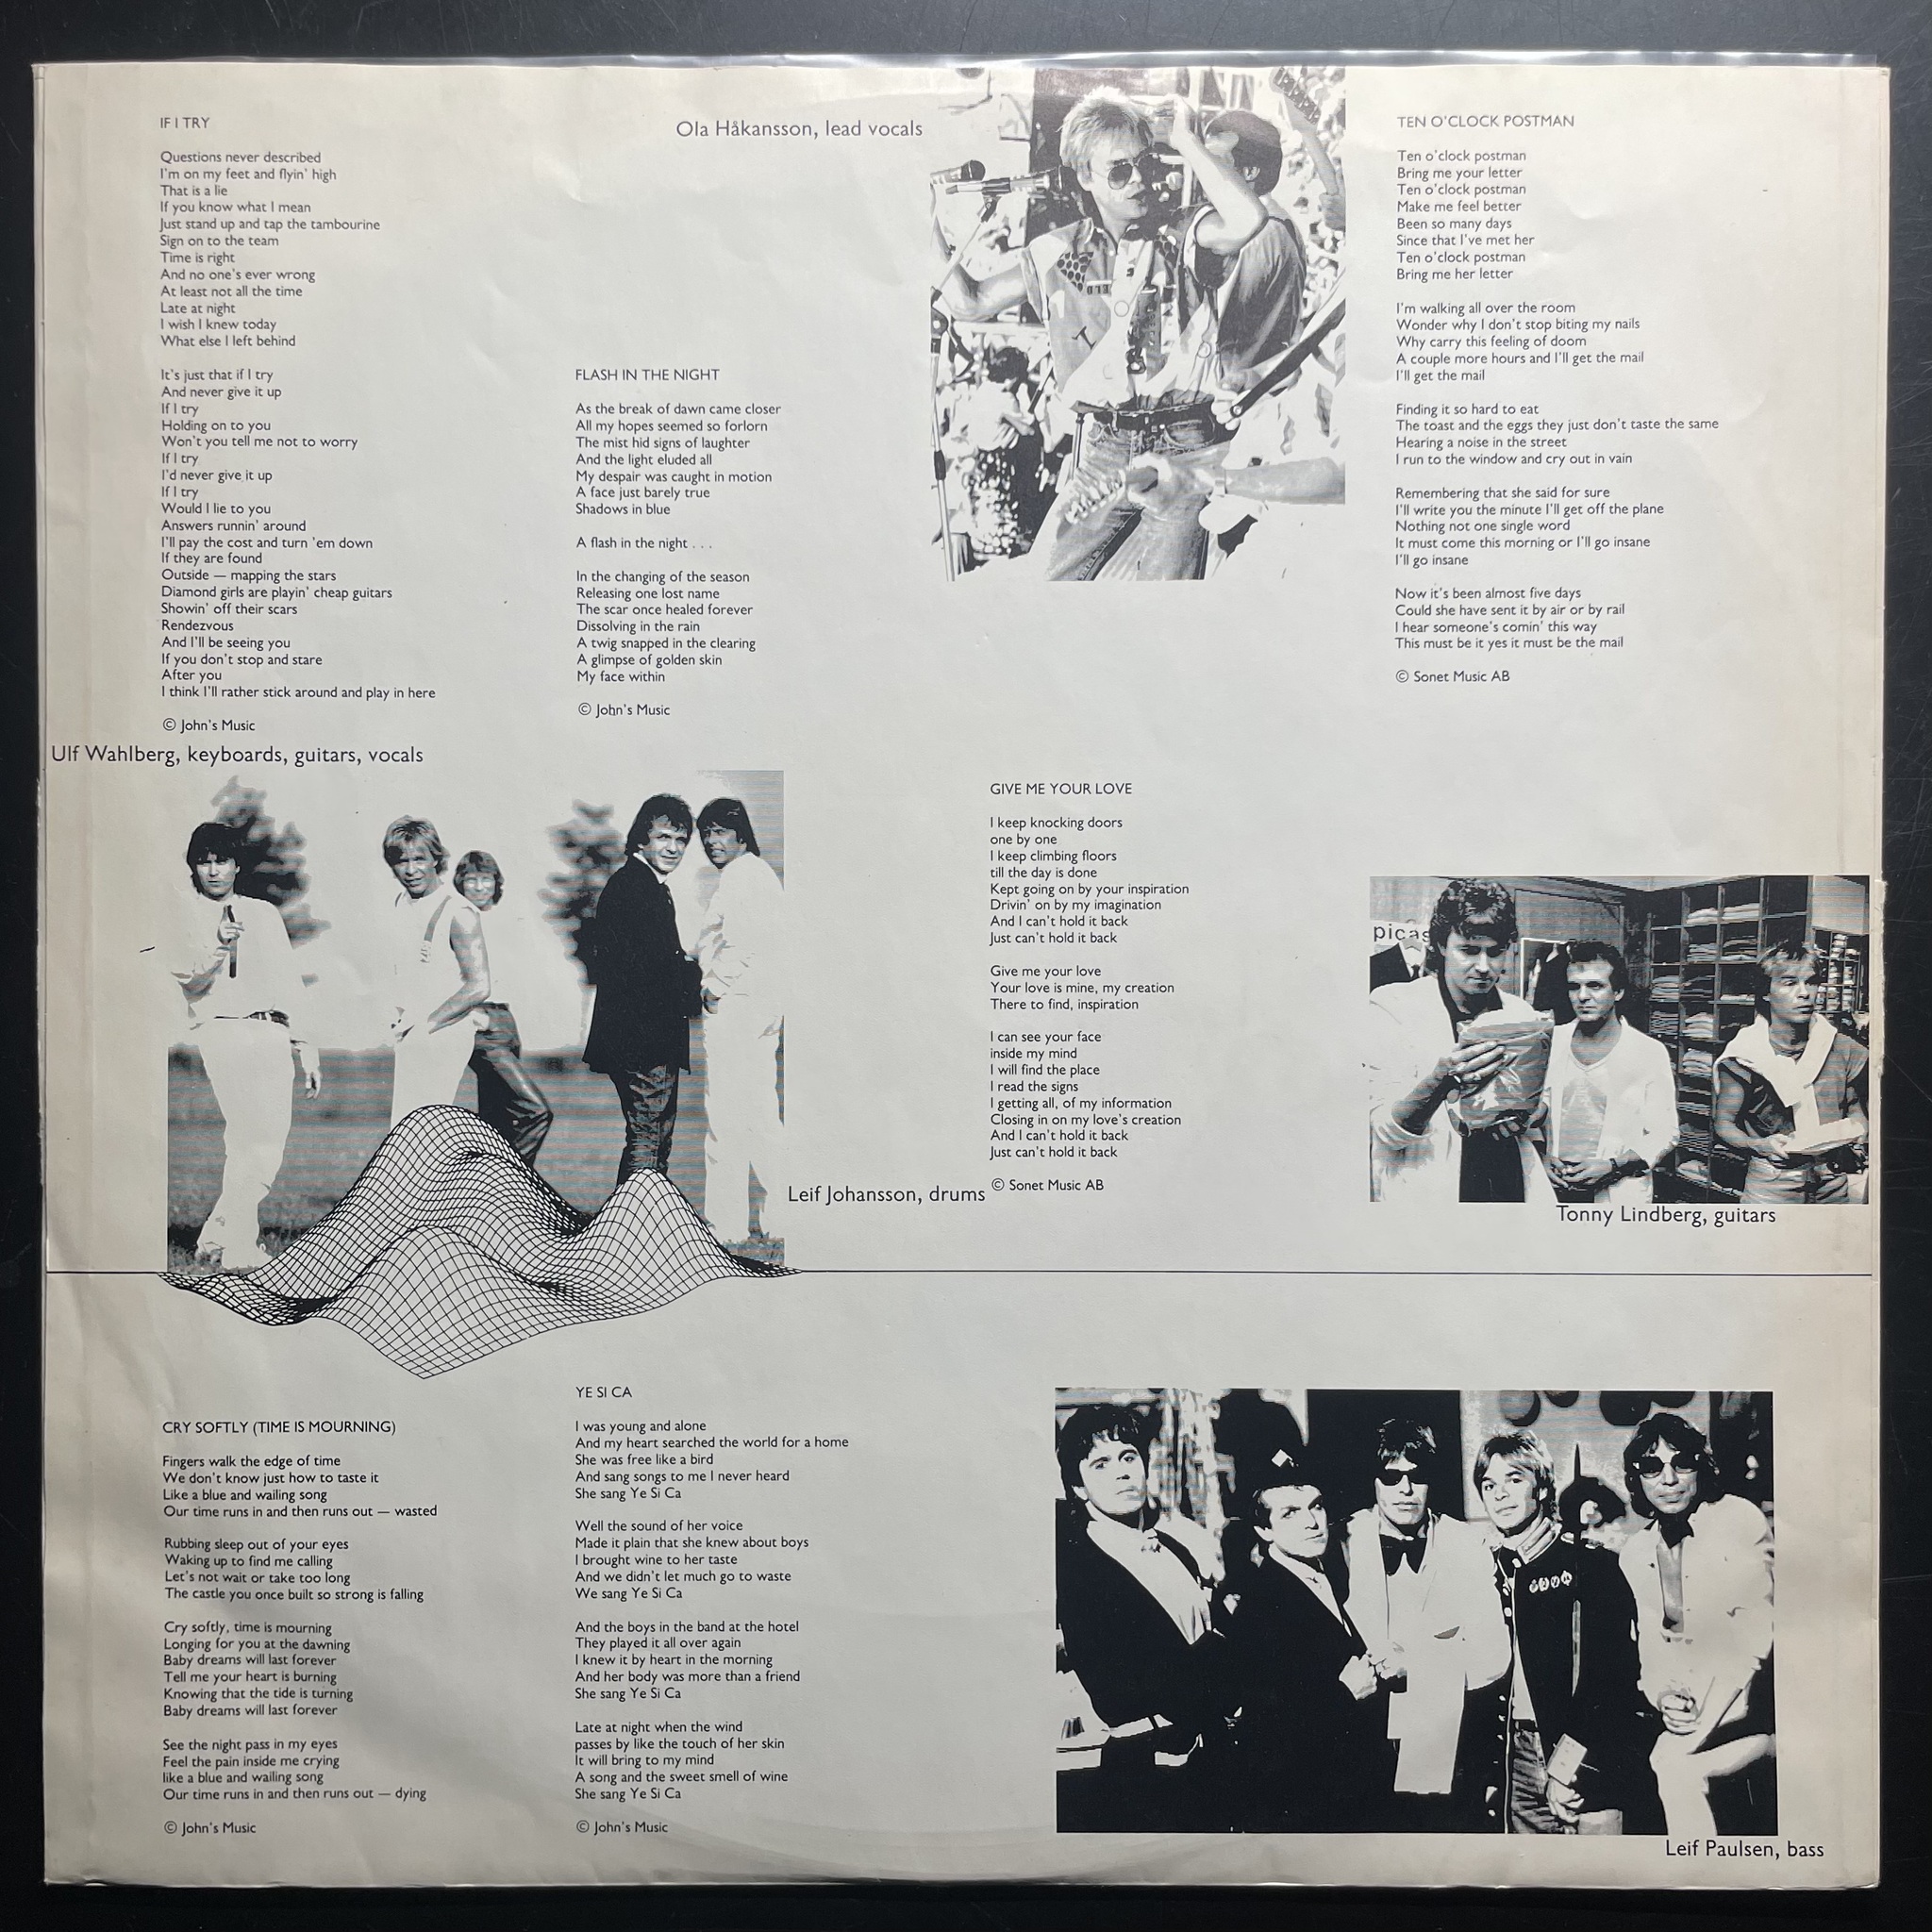 IF I TRY
Questions never described
I'm on my feet and flyin' high
That is a lie
If you know what I mean
Just stand up and tap the tambourine
Sign on to the team
Time is right
And no one's ever wrong
At least not all the time
Late at night
I wish I knew today
What else I left behind
It's just that if I try
And never give it up
If I try
Holding on to you
Won't you tell me not to worry
If I try
I'd never give it up
If I try
Would I lie to you
Answers runnin' around
I'll pay the cost and turn 'em down
If they are found
Outside — mapping the stars
Diamond girls are playin' cheap guitars
Showin' off their scars
Rendezvous
And I'll be seeing you
If you don't stop and stare
After you
I think I'll rather stick around and play in here
© John's Music
Ulf Wahlberg, keyboards, guitars, vocals
FLASH IN THE NIGHT
As the break of dawn came closer
All my hopes seemed so forlorn
The mist hid signs of laughter
And the light eluded all
My despair was caught in motion
A face just barely true
Shadows in blue
A flash in the night . . .
In the changing of the season
Releasing one lost name
The scar once healed forever
Dissolving in the rain
A twig snapped in the clearing
A glimpse of golden skin
My face within
© John's Music
Ola Håkansson, lead vocals
TEN O'CLOCK POSTMAN
Ten o'clock postman
Bring me your letter
Ten o'clock postman
Make me feel better
Been so many days
Since that I've met her
Ten o'clock postman
Bring me her letter
I'm walking all over the room
Wonder why I don't stop biting my nails
Why carry this feeling of doom
A couple more hours and I'll get the mail
I'll get the mail
Finding it so hard to eat
The toast and the eggs they just don't taste the same
Hearing a noise in the street
I run to the window and cry out in vain
Remembering that she said for sure
I'll write you the minute I'll get off the plane
Nothing not one single word
It must come this morning or I'll go insane
I'll go insane
Now it's been almost five days
Could she have sent it by air or by rail
I hear someone's comin' this way
This must be it yes it must be the mail
© Sonet Music AB
GIVE ME YOUR LOVE
I keep knocking doors
one by one
I keep climbing floors
till the day is done
Kept going on by your inspiration
Drivin' on by my imagination
And I can't hold it back
Just can't hold it back
Give me your love
Your love is mine, my creation
There to find, inspiration
I can see your face
inside my mind
I will find the place
I read the signs
I getting all, of my information
Closing in on my love's creation
And I can't hold it back
Just can't hold it back
© Sonet Music AB
Leif Johansson, drums
picas
Tonny Lindberg, guitars
CRY SOFTLY (TIME IS MOURNING)
Fingers walk the edge of time
We don't know just how to taste it
Like a blue and wailing song
Our time runs in and then runs out — wasted
Rubbing sleep out of your eyes
Waking up to find me calling
Let's not wait or take too long
The castle you once built so strong is falling
Cry softly, time is mourning
Longing for you at the dawning
Baby dreams will last forever
Tell me your heart is burning
Knowing that the tide is turning
Baby dreams will last forever
See the night pass in my eyes
Feel the pain inside me crying
like a blue and wailing song
Our time runs in and then runs out — dying
© John's Music
YE SI CA
I was young and alone
And my heart searched the world for a home
She was free like a bird
And sang songs to me I never heard
She sang Ye Si Ca
Well the sound of her voice
Made it plain that she knew about boys
I brought wine to her taste
And we didn't let much go to waste
We sang Ye Si Ca
And the boys in the band at the hotel
They played it all over again
I knew it by heart in the morning
And her body was more than a friend
She sang Ye Si Ca
Late at night when the wind
passes by like the touch of her skin
It will bring to my mind
A song and the sweet smell of wine
She sang Ye Si Ca
© John's Music
Leif Paulsen, bass